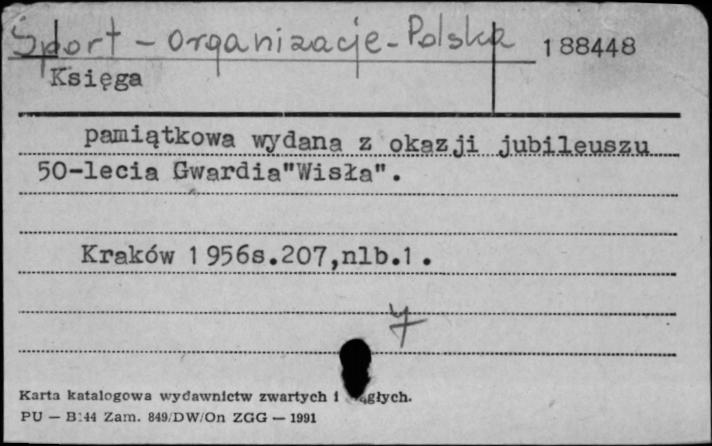 Sport - organizacje - Polska 188448
Księga
pamiątkowa wydana z okazji jubileuszu
50-lecia Gwardia"Wisła".
Kraków 1956s.207,nlb.1.
Karta katalogowa wydawnictw zwartych i
PU — B:44 Zam. 849/DW/On ZGG — 1991